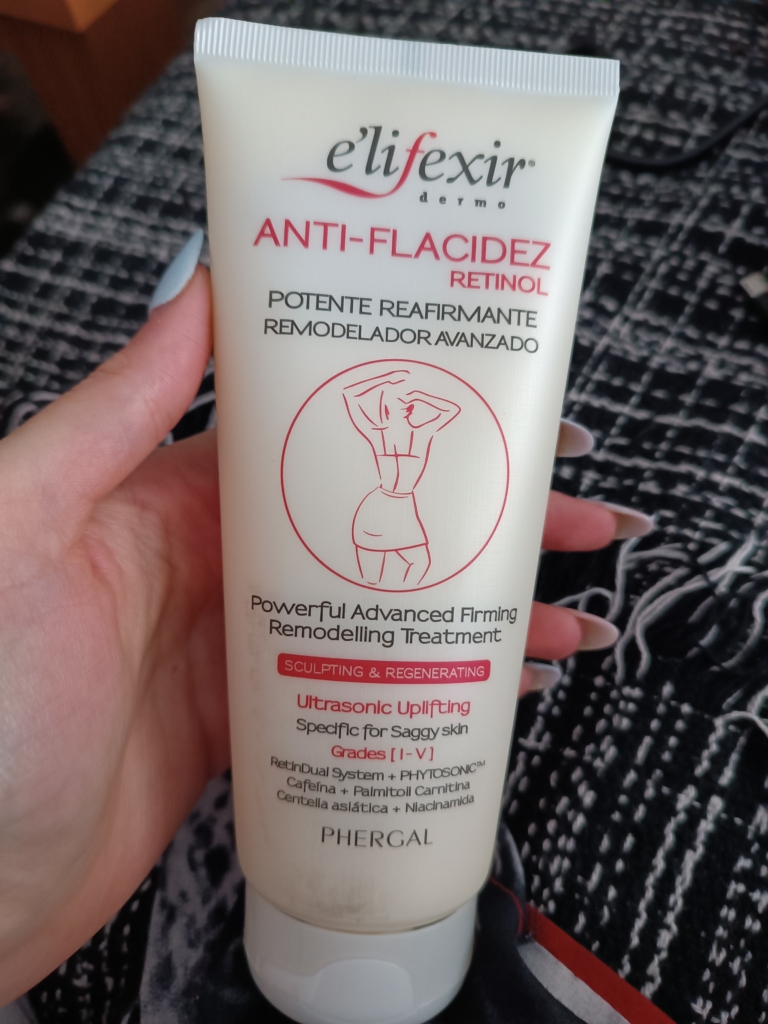 e'lifexir®
dermo
ANTI-FLACIDEZ
RETINOL
POTENTE REAFIRMANTE
REMODELADOR AVANZADO
Powerful Advanced Firming
Remodelling Treatment
SCULPTING & REGENERATING
Ultrasonic Uplifting
Specific for Saggy skin
Grades [ I - V ]
RetinDual System + PHYTOSONIC™
Cafeína + Palmitoil Carnitina
Centella asiática + Niacinamida
PHERGAL